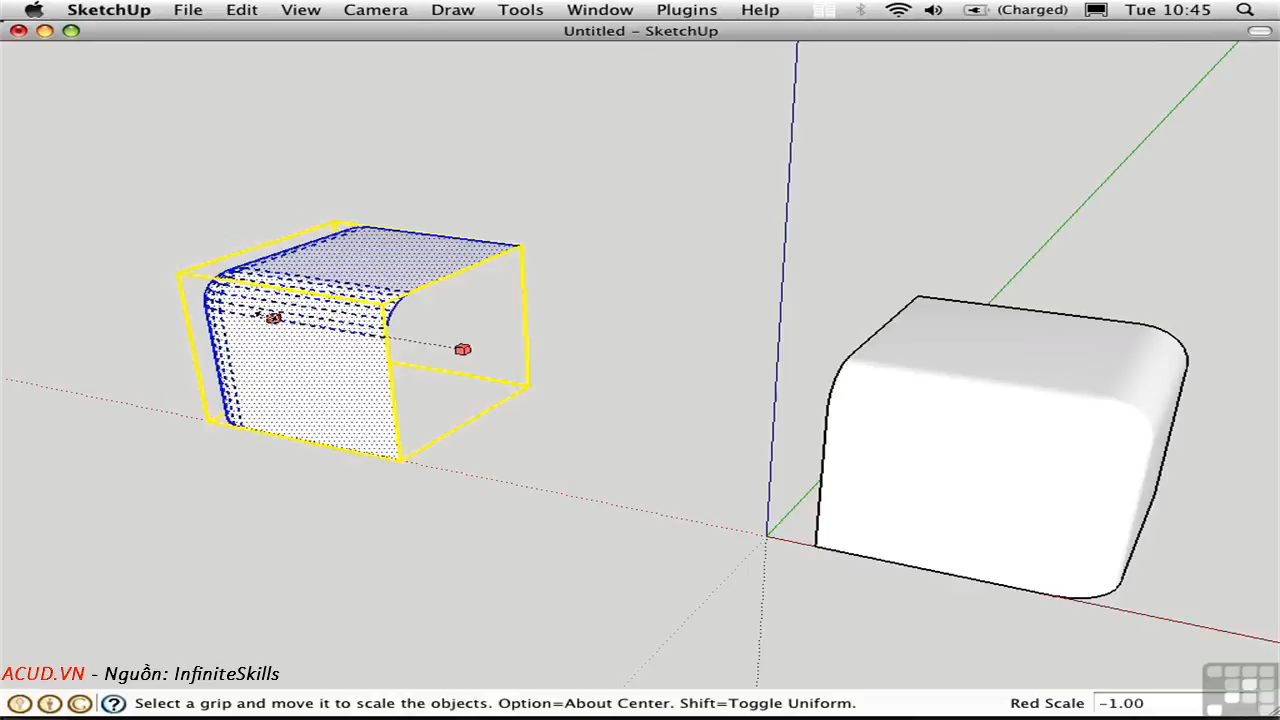 SketchUp File Edit View Camera Draw Tools Window Plugins Help (Charged) Tue 10:45
Untitled – SketchUp
ACUD.VN - Nguồn: InfiniteSkills
Select a grip and move it to scale the objects. Option=About Center. Shift=Toggle Uniform. Red Scale -1.00